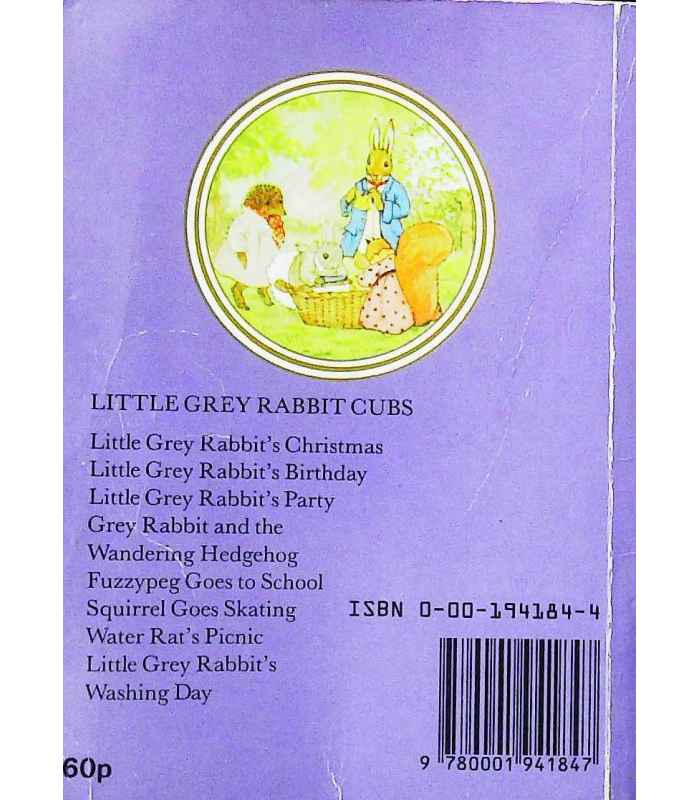 LITTLE GREY RABBIT CUBS
Little Grey Rabbit's Christmas
Little Grey Rabbit's Birthday
Little Grey Rabbit's Party
Grey Rabbit and the
Wandering Hedgehog
Fuzzypeg Goes to School
Squirrel Goes Skating
Water Rat's Picnic
Little Grey Rabbit's
Washing Day
ISBN 0-00-194184-4
9 780001 941847
60p